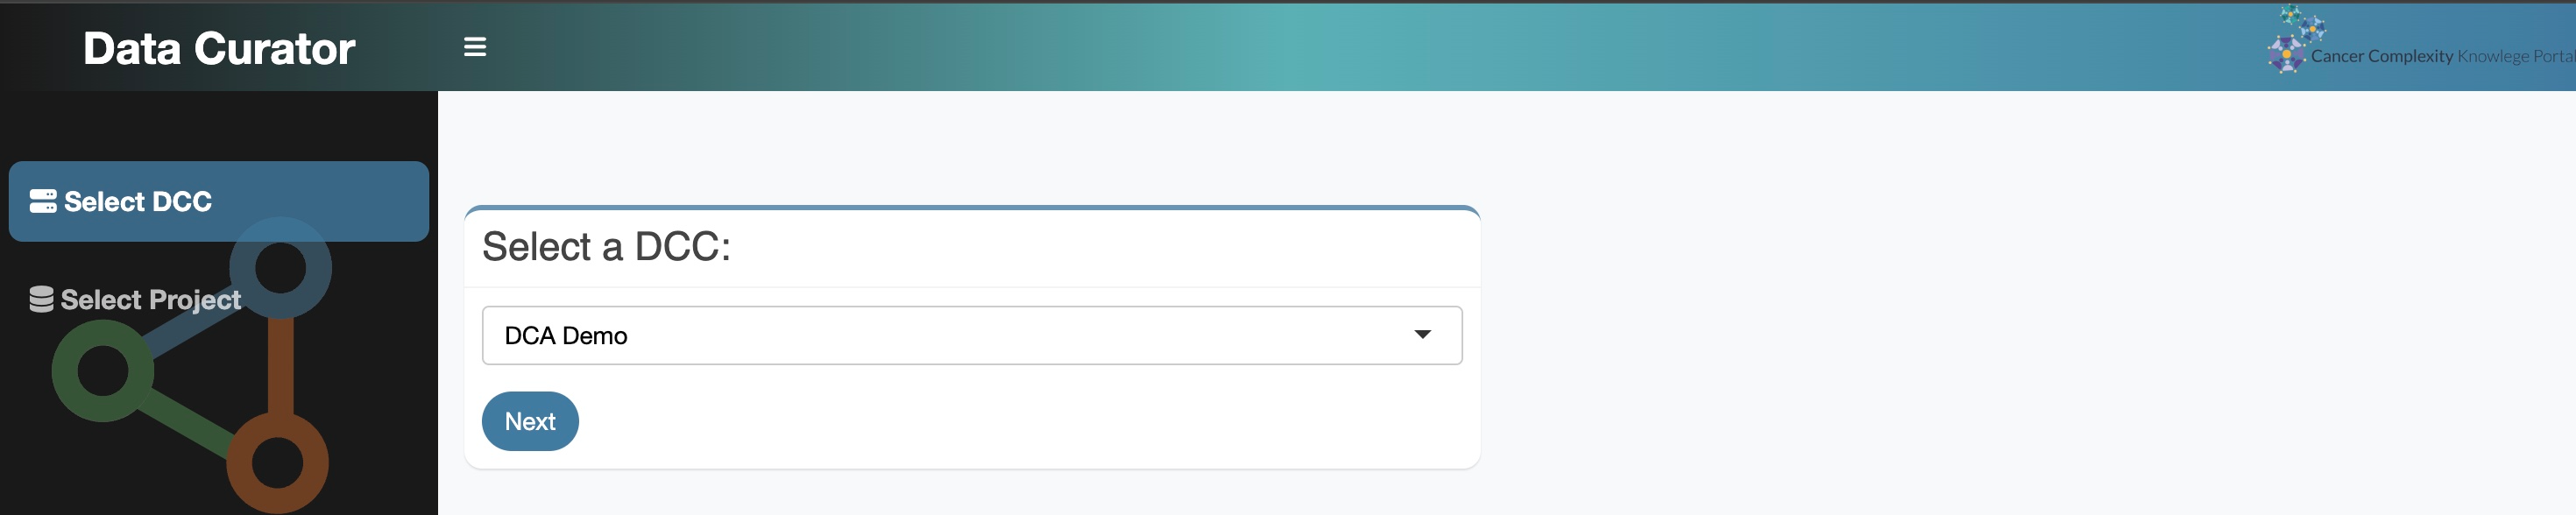 Data Curator
Cancer Complexity Knowlege Portal
Select DCC
Select Project
Select a DCC:
DCA Demo
Next